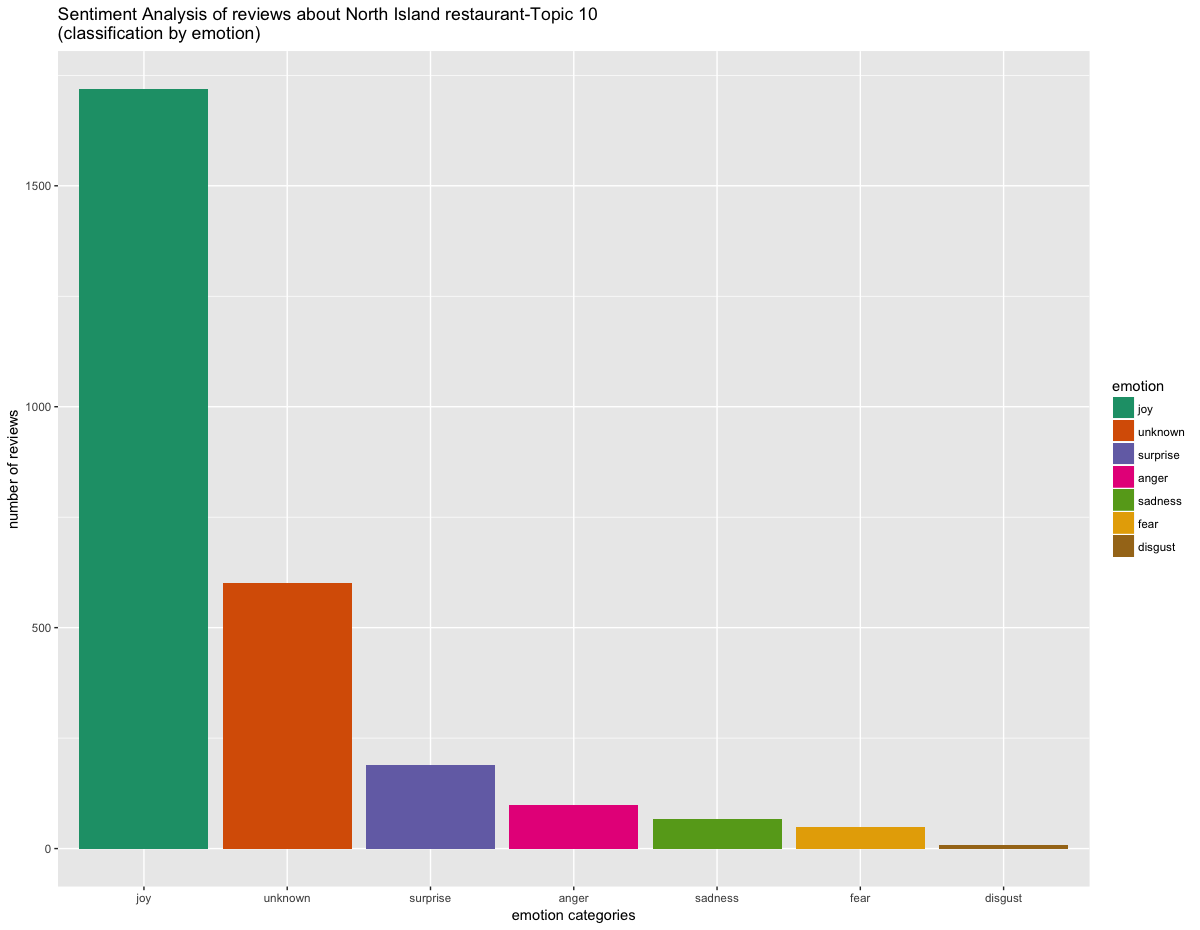 Sentiment Analysis of reviews about North Island restaurant-Topic 10
(classification by emotion)
number of reviews
1500
1000
500
0
joy
unknown
surprise
anger
sadness
fear
disgust
emotion categories
emotion
joy
unknown
surprise
anger
sadness
fear
disgust